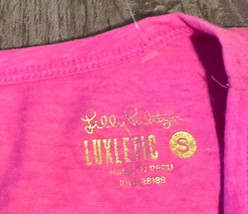 Lilly Pulitzer
LUXLETIC S
MADE IN PERU